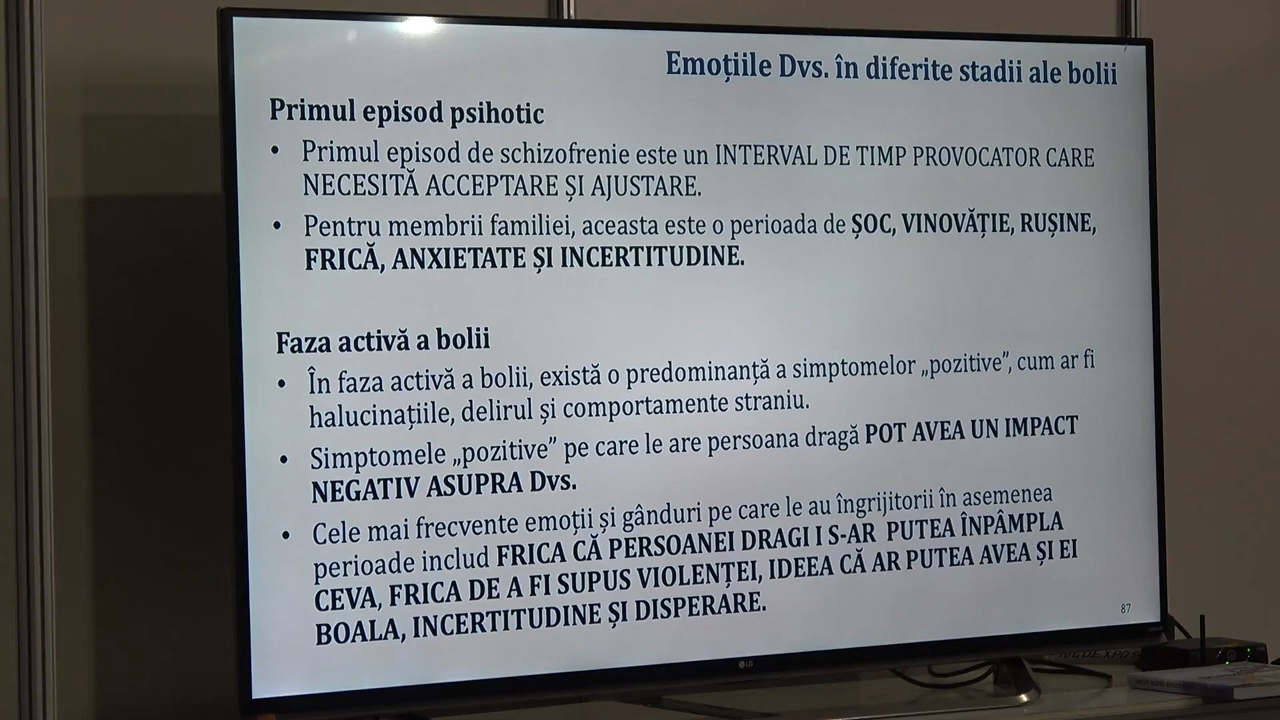 Emoțiile Dvs. în diferite stadii ale bolii
Primul episod psihotic
• Primul episod de schizofrenie este un INTERVAL DE TIMP PROVOCATOR CARE
NECESITĂ ACCEPTARE ȘI AJUSTARE.
• Pentru membrii familiei, aceasta este o perioada de ȘOC, VINOVĂȚIE, RUȘINE,
FRICĂ, ANXIETATE ȘI INCERTITUDINE.
Faza activă a bolii
• În faza activă a bolii, există o predominanță a simptomelor „pozitive”, cum ar fi
halucinațiile, delirul și comportamente straniu.
• Simptomele „pozitive” pe care le are persoana dragă POT AVEA UN IMPACT
NEGATIV ASUPRA Dvs.
• Cele mai frecvente emoții și gânduri pe care le au îngrijitorii în asemenea
perioade includ FRICA CĂ PERSOANEI DRAGI I S-AR PUTEA ÎNPÂMPLA
CEVA, FRICA DE A FI SUPUS VIOLENȚEI, IDEEA CĂ AR PUTEA AVEA ȘI EI
BOALA, INCERTITUDINE ȘI DISPERARE.
87
LG